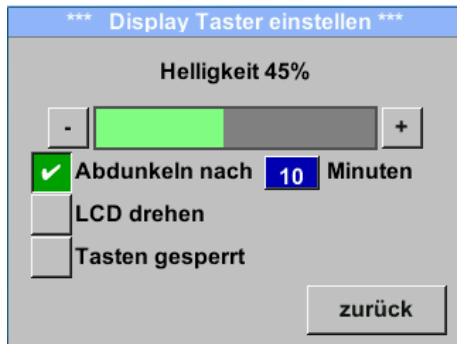 *** Display Taster einstellen ***
Helligkeit 45%
- +
Abdunkeln nach 10 Minuten
LCD drehen
Tasten gesperrt
zurück